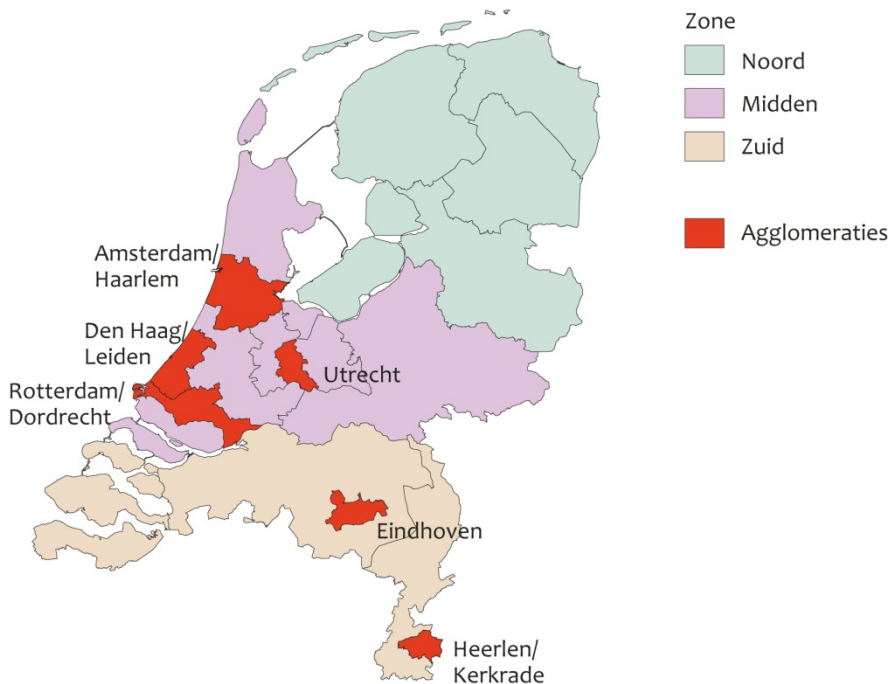 Zone
Noord
Midden
Zuid
Agglomeraties
Amsterdam/
Haarlem
Den Haag/
Leiden
Utrecht
Rotterdam/
Dordrecht
Eindhoven
Heerlen/
Kerkrade